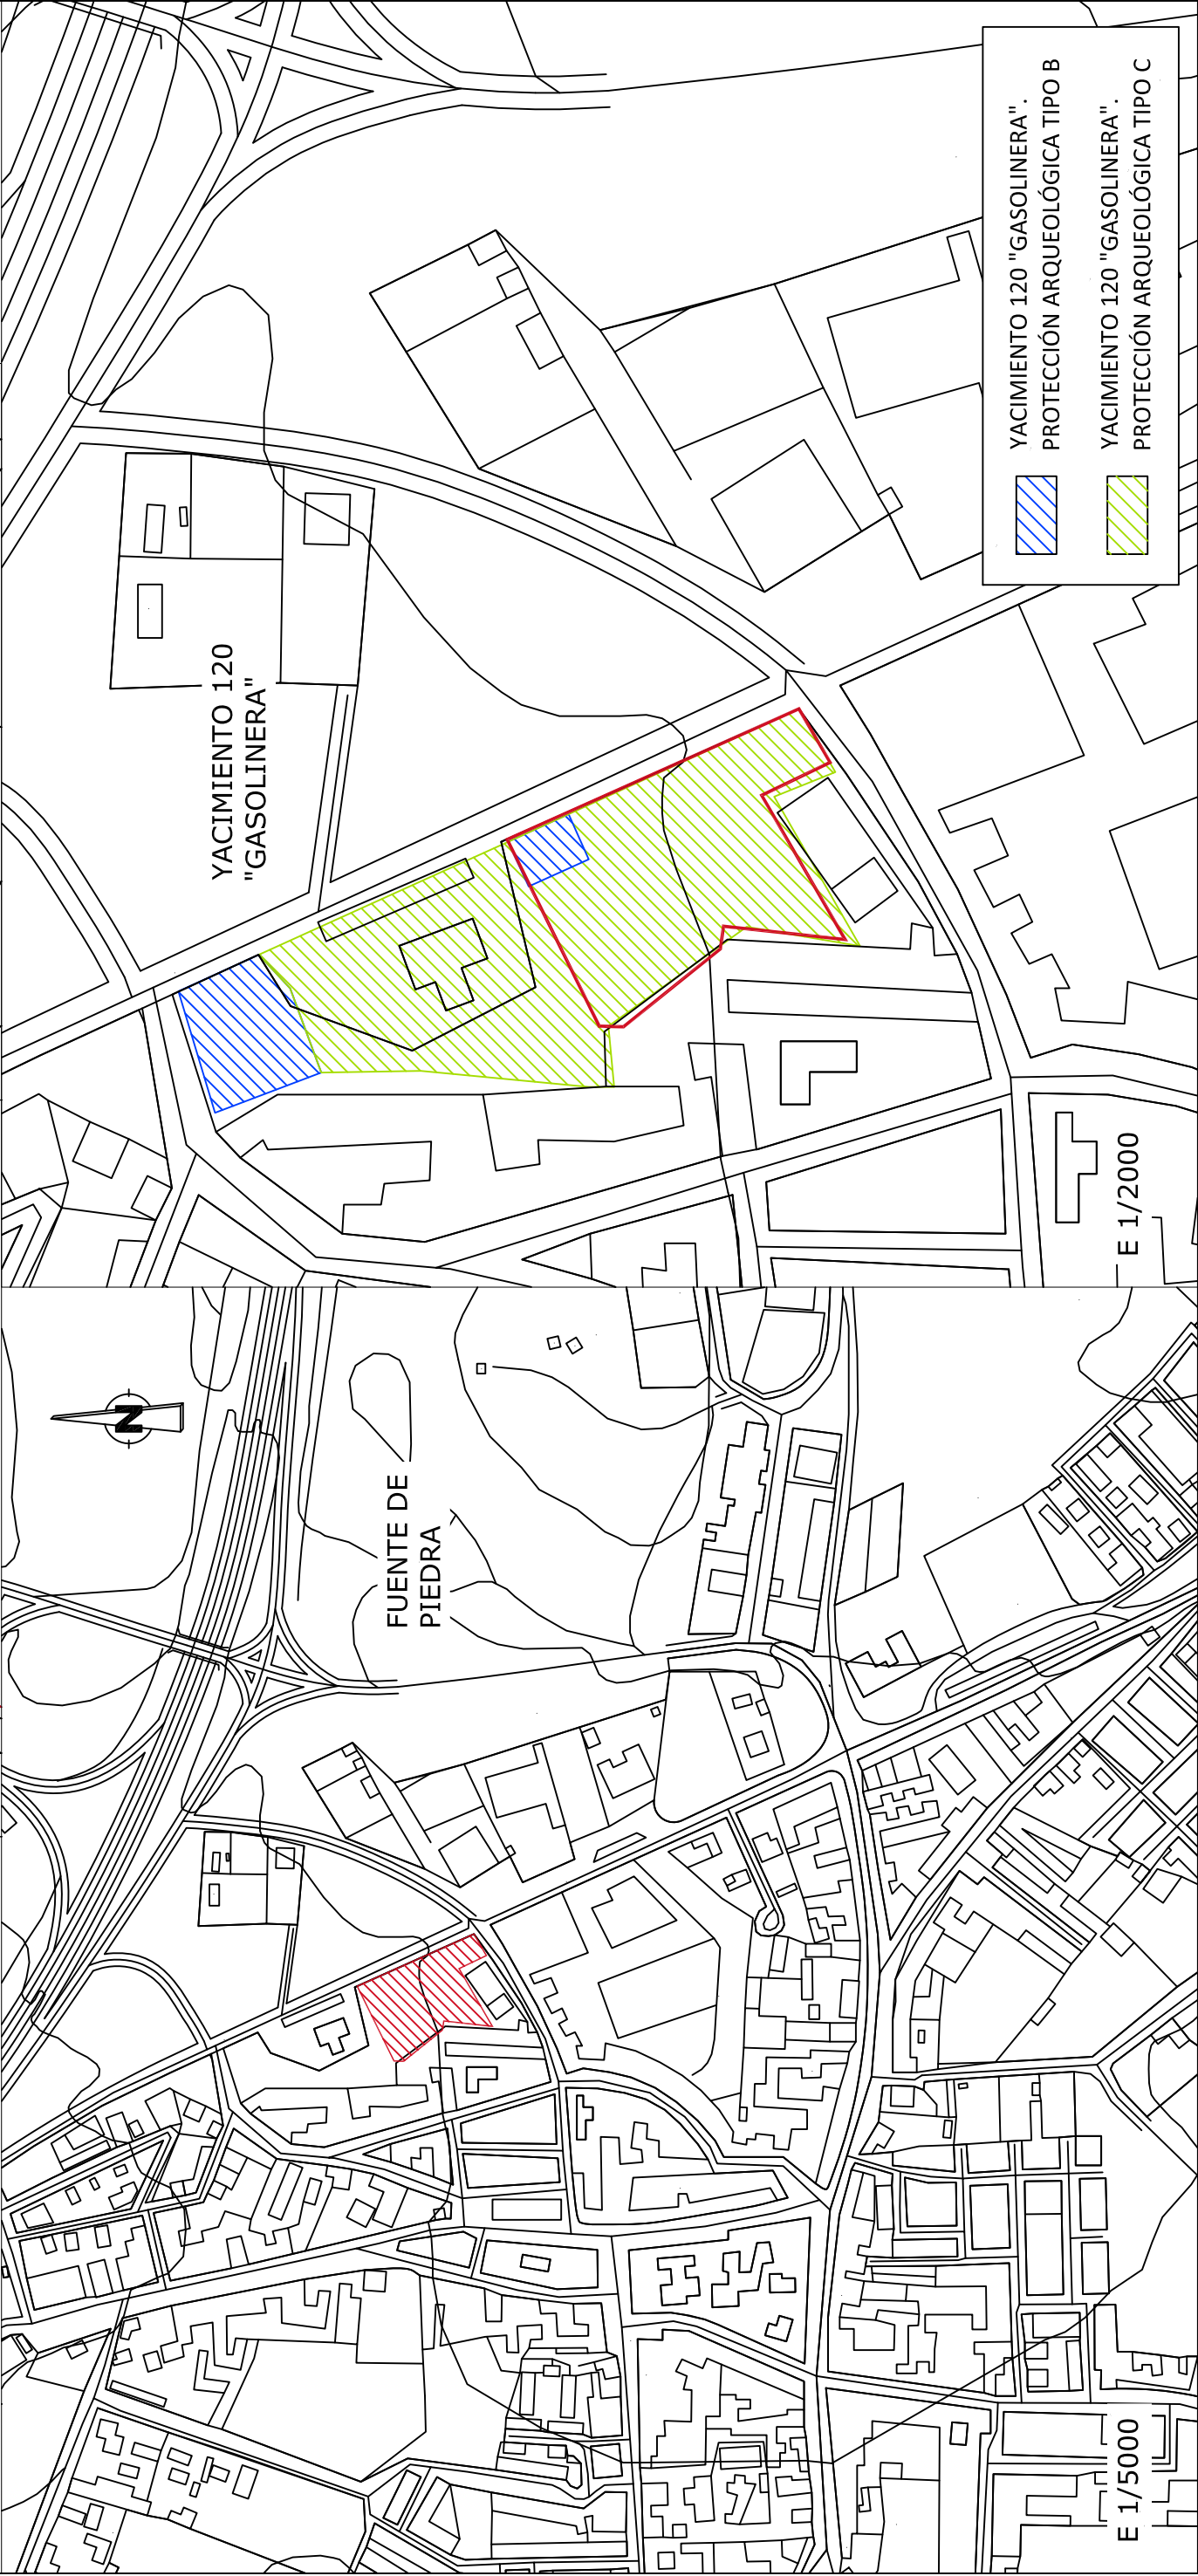 N
FUENTE DE
PIEDRA
E 1/5000
YACIMIENTO 120
"GASOLINERA"
E 1/2000
YACIMIENTO 120 "GASOLINERA".
PROTECCIÓN ARQUEOLÓGICA TIPO B
YACIMIENTO 120 "GASOLINERA".
PROTECCIÓN ARQUEOLÓGICA TIPO C